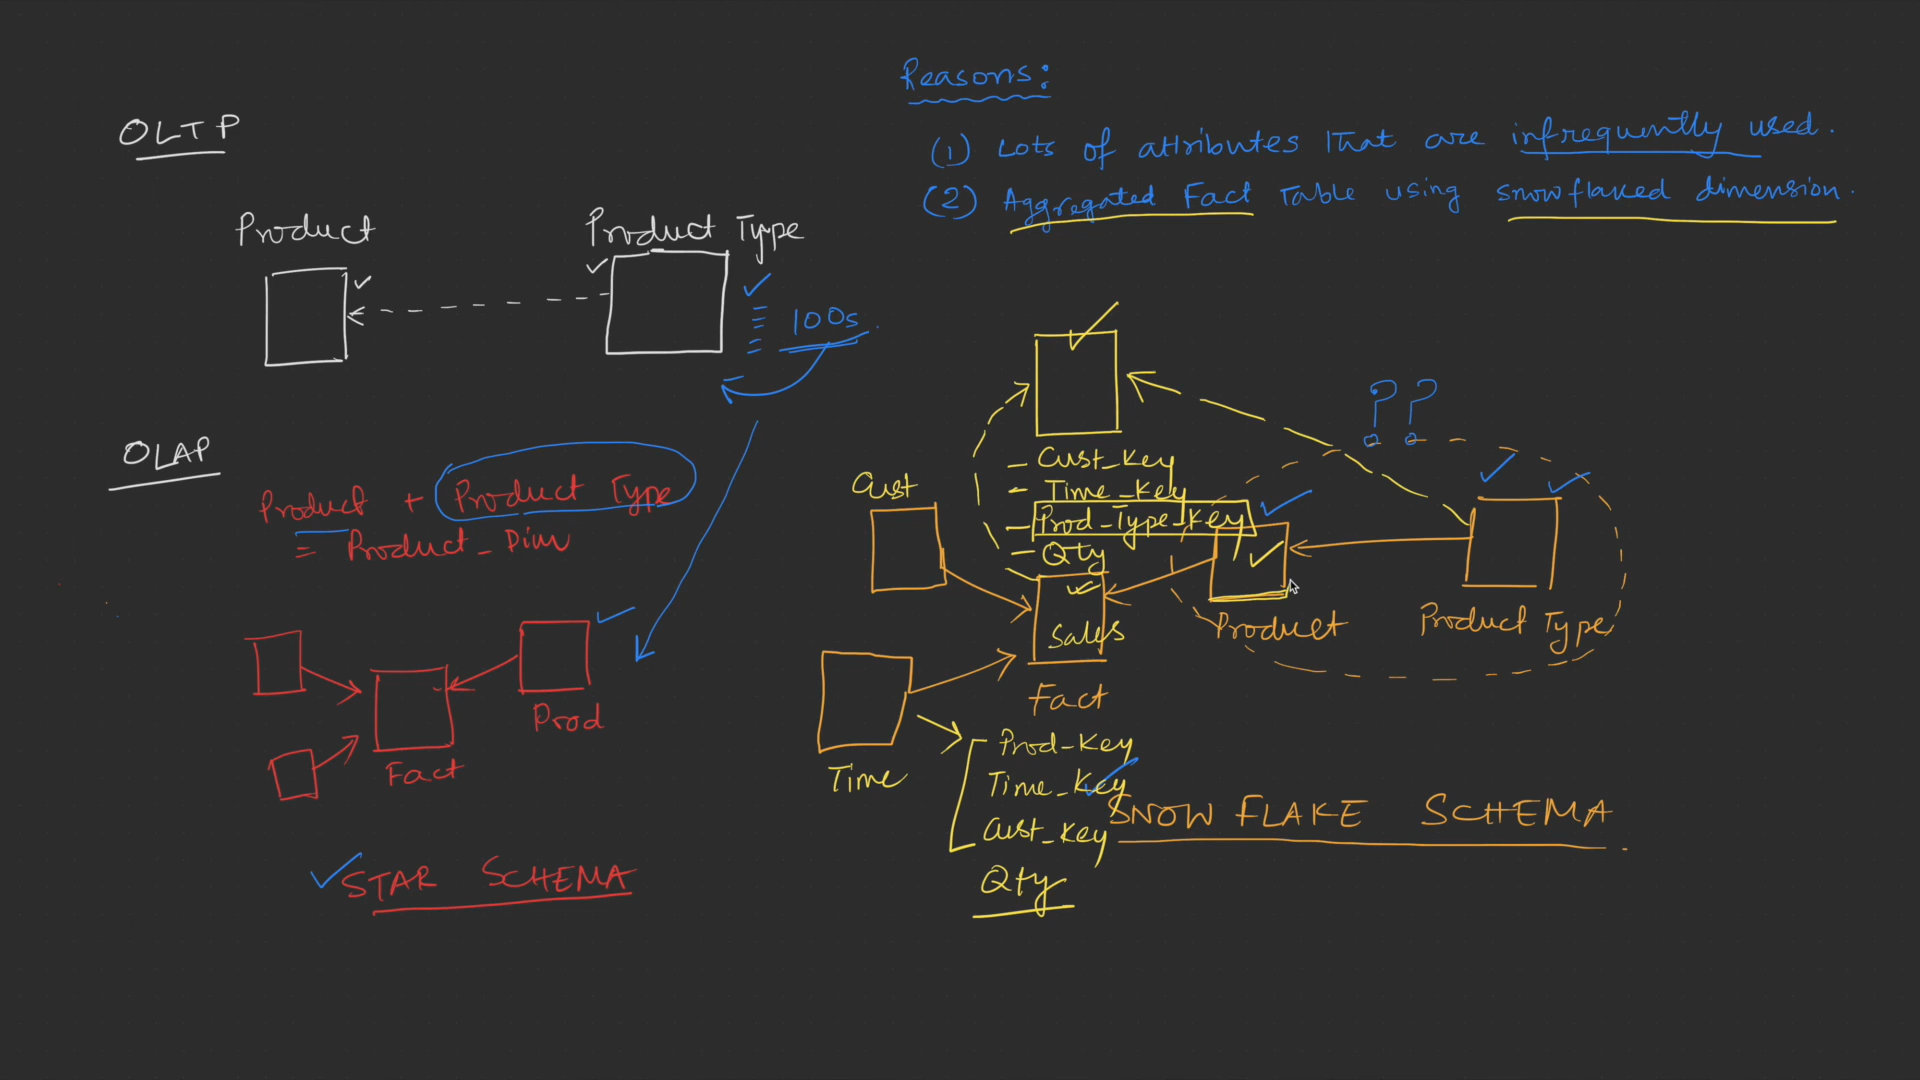 OLTP
Product
Product Type
100s.
OLAP
Product + Product Type
= Product_Dim
Prod
Fact
STAR SCHEMA
Reasons:
(1) Lots of attributes that are infrequently used.
(2) Aggregated Fact Table using snowflaked dimension.
??
- Cust_Key
- Time_Key
- Prod_Type_Key
- Qty
Cust
Sales
Fact
Product
Product Type
Time
Prod-Key
Time_Key
Cust_Key
Qty
SNOW FLAKE SCHEMA